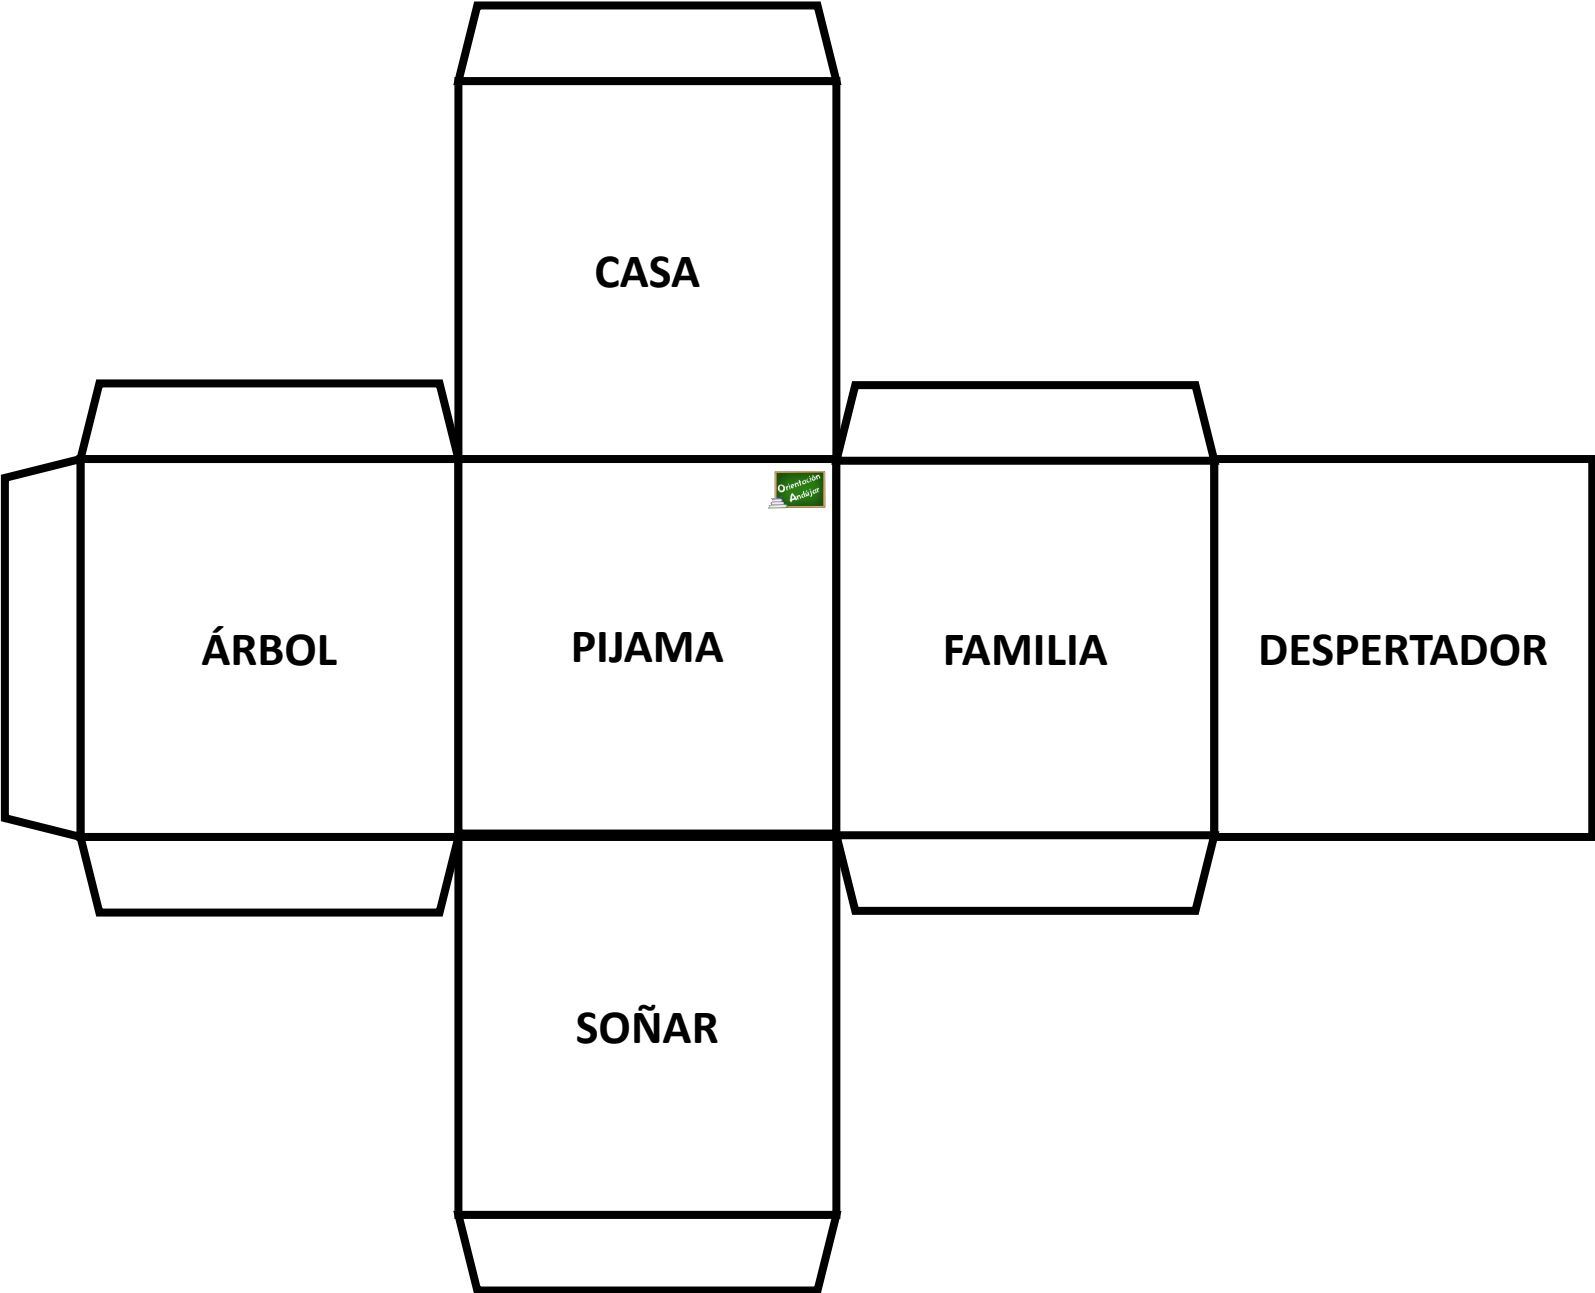 CASA
Orientación
Andújar
ÁRBOL
PIJAMA
FAMILIA
DESPERTADOR
SOÑAR